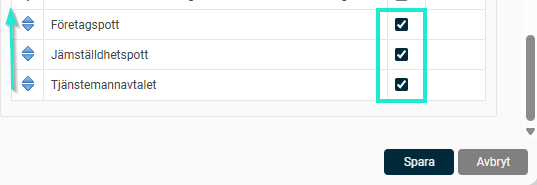 Företagspott
Jämställdhetspott
Tjänstemannavtalet
Spara Avbryt